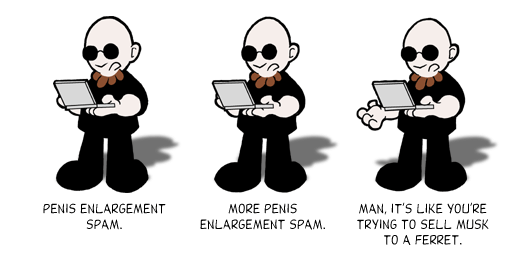 PENIS ENLARGEMENT
SPAM.
MORE PENIS
ENLARGEMENT SPAM.
MAN, IT'S LIKE YOU'RE
TRYING TO SELL MUSK
TO A FERRET.